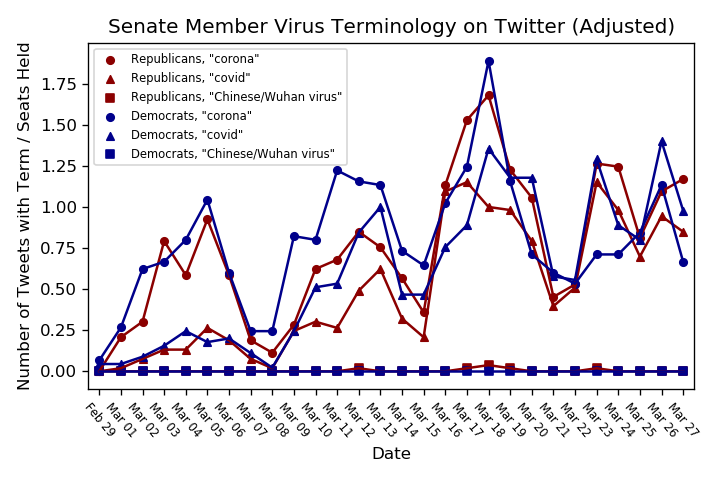 Senate Member Virus Terminology on Twitter (Adjusted)
Number of Tweets with Term / Seats Held
1.75
1.50
1.25
1.00
0.75
0.50
0.25
0.00
Republicans, "corona"
Republicans, "covid"
Republicans, "Chinese/Wuhan virus"
Democrats, "corona"
Democrats, "covid"
Democrats, "Chinese/Wuhan virus"
Feb 29
Mar 01
Mar 02
Mar 03
Mar 04
Mar 05
Mar 06
Mar 07
Mar 08
Mar 09
Mar 10
Mar 11
Mar 12
Mar 13
Mar 14
Mar 15
Mar 16
Mar 17
Mar 18
Mar 19
Mar 20
Mar 21
Mar 22
Mar 23
Mar 24
Mar 25
Mar 26
Mar 27
Date